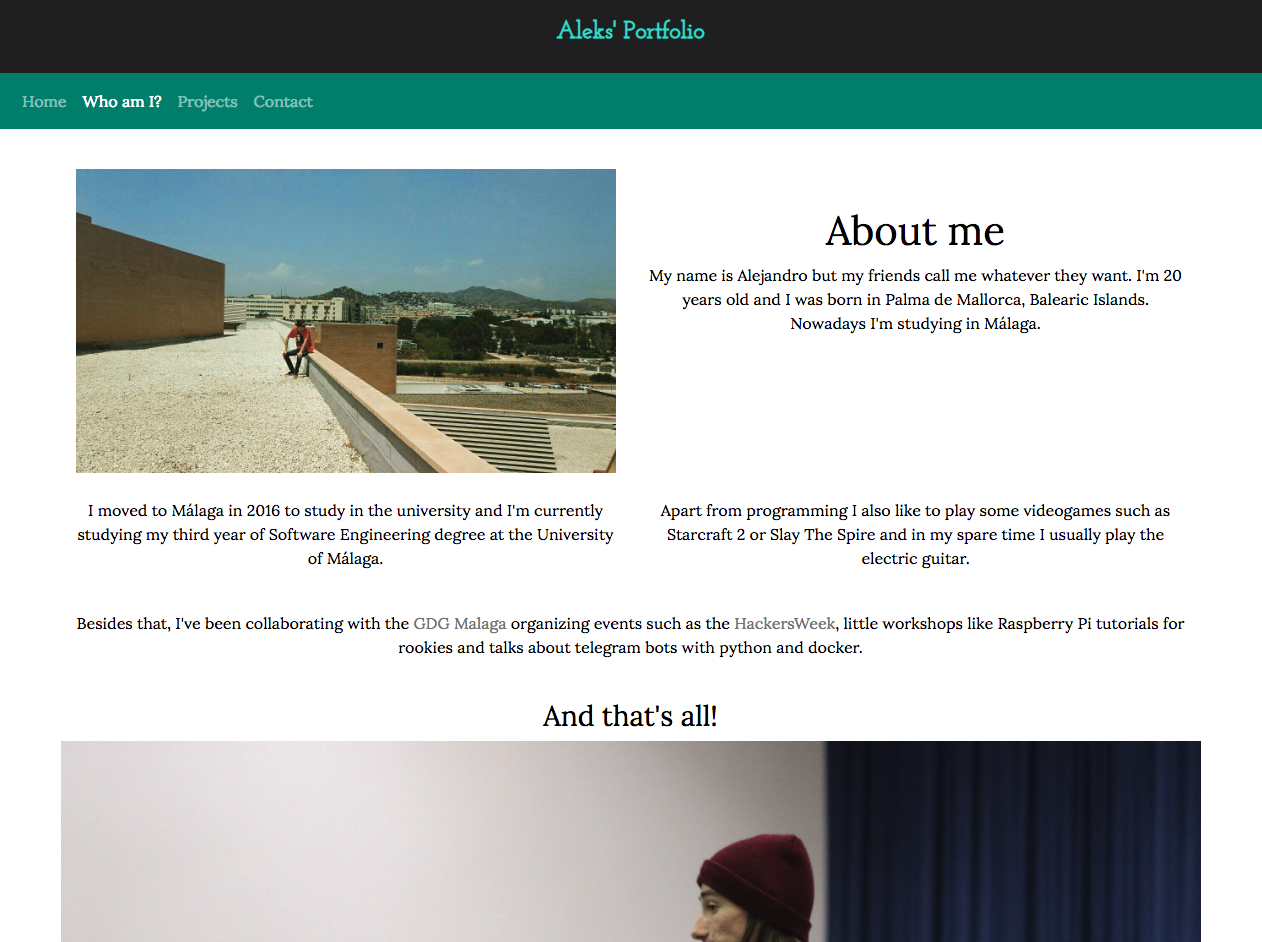 Aleks' Portfolio
Home Who am I? Projects Contact
About me
My name is Alejandro but my friends call me whatever they want. I'm 20
years old and I was born in Palma de Mallorca, Balearic Islands.
Nowadays I'm studying in Málaga.
I moved to Málaga in 2016 to study in the university and I'm currently
studying my third year of Software Engineering degree at the University
of Málaga.
Apart from programming I also like to play some videogames such as
Starcraft 2 or Slay The Spire and in my spare time I usually play the
electric guitar.
Besides that, I've been collaborating with the GDG Malaga organizing events such as the HackersWeek, little workshops like Raspberry Pi tutorials for
rookies and talks about telegram bots with python and docker.
And that's all!